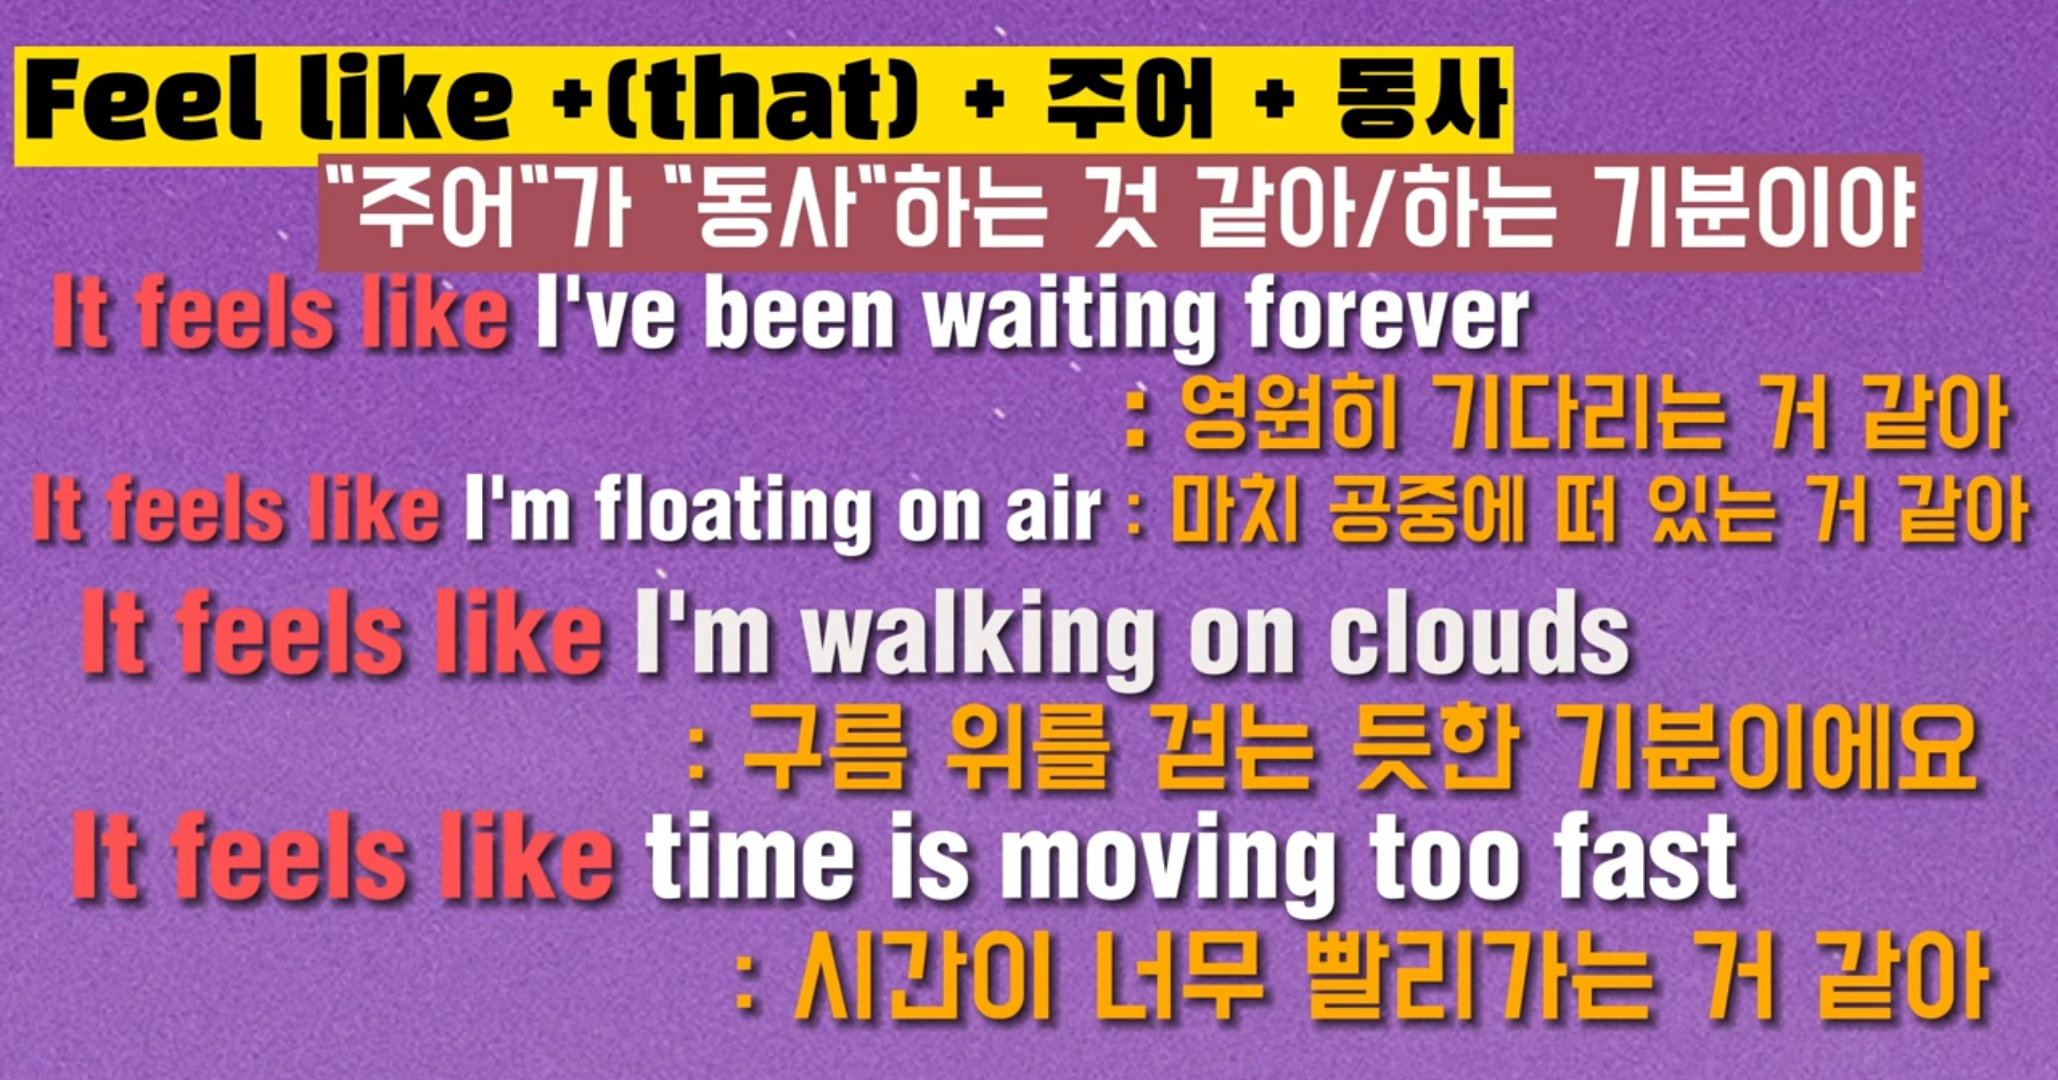 Feel like +(that) + 주어 + 동사
"주어"가 "동사"하는 것 같아/하는 기분이야
It feels like I've been waiting forever
: 영원히 기다리는 거 같아
It feels like I'm floating on air : 마치 공중에 떠 있는 거 같아
It feels like I'm walking on clouds
: 구름 위를 걷는 듯한 기분이에요
It feels like time is moving too fast
: 시간이 너무 빨리가는 거 같아